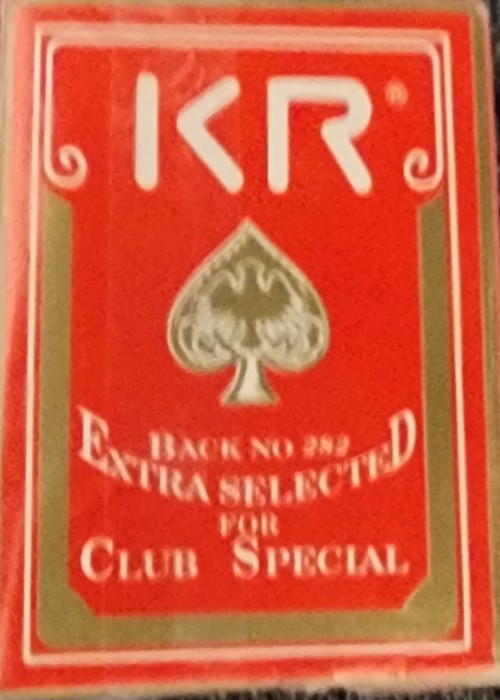 KR®
BACK NO 282
EXTRA SELECTED
FOR
CLUB SPECIAL